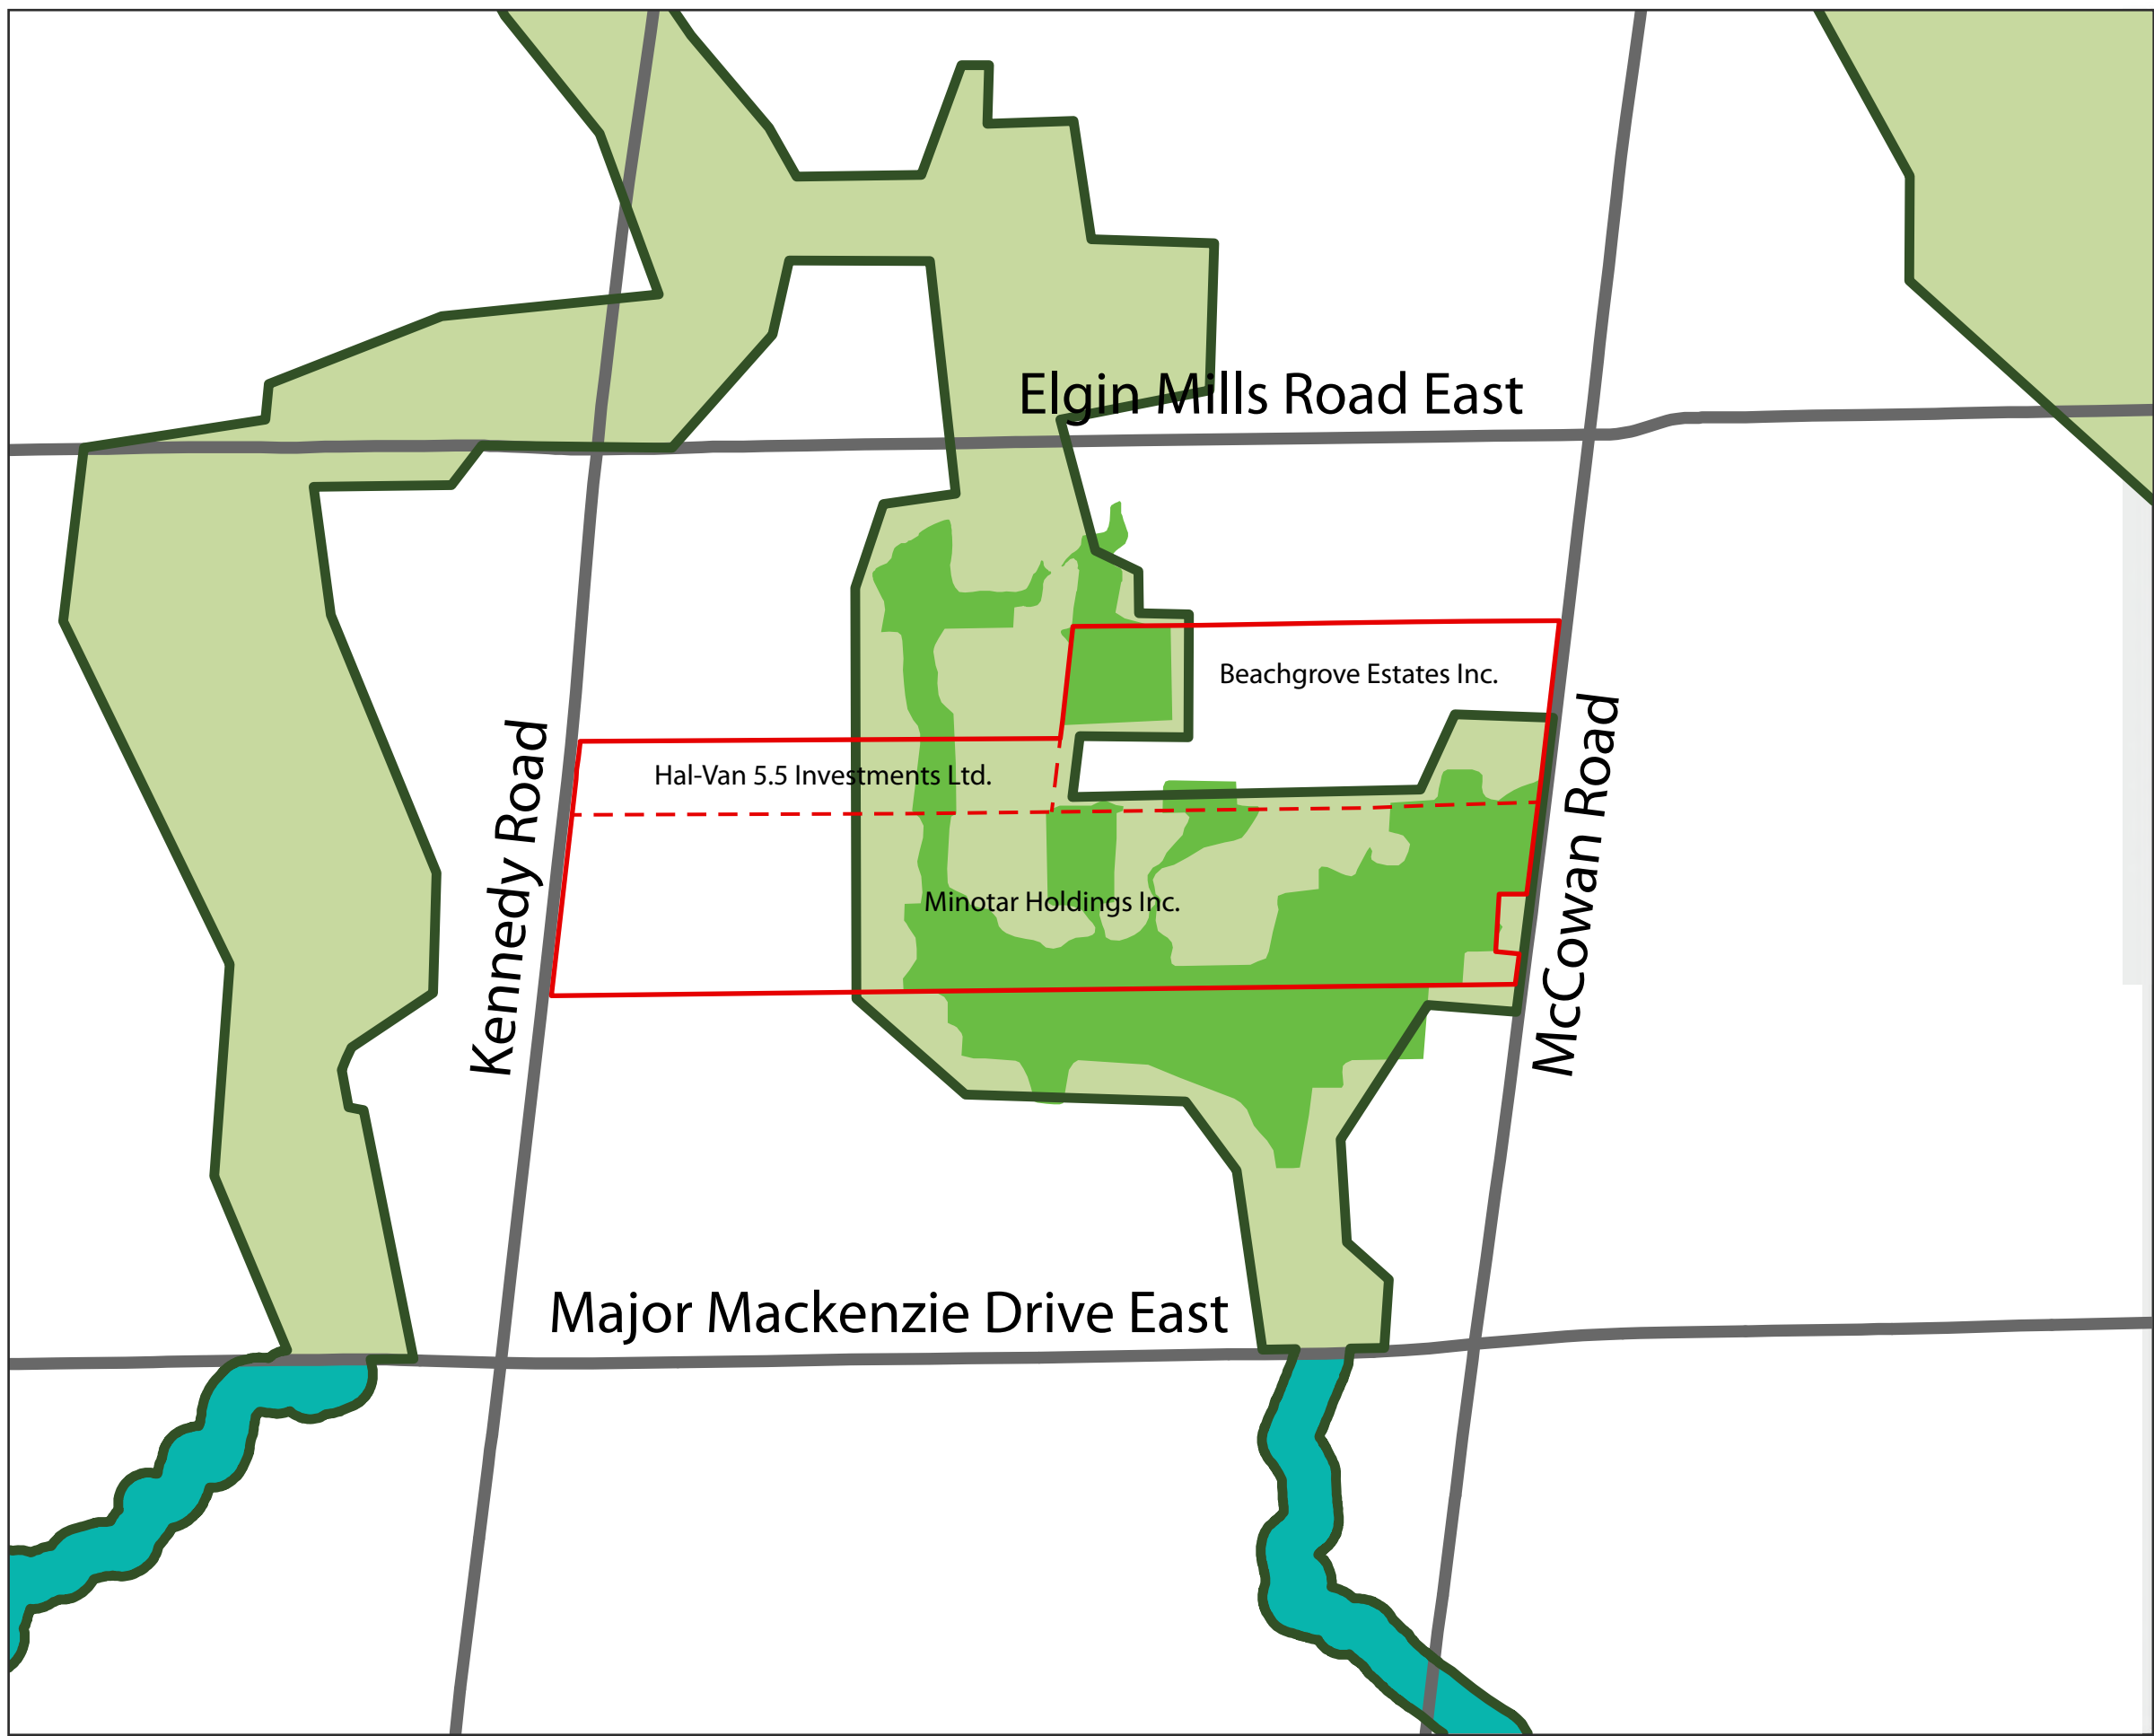 Elgin Mills Road East
Beachgrove Estates Inc.
Hal-Van 5.5 Investments Ltd.
Kennedy Road
McCowan Road
Minotar Holdings Inc.
Major Mackenzie Drive East